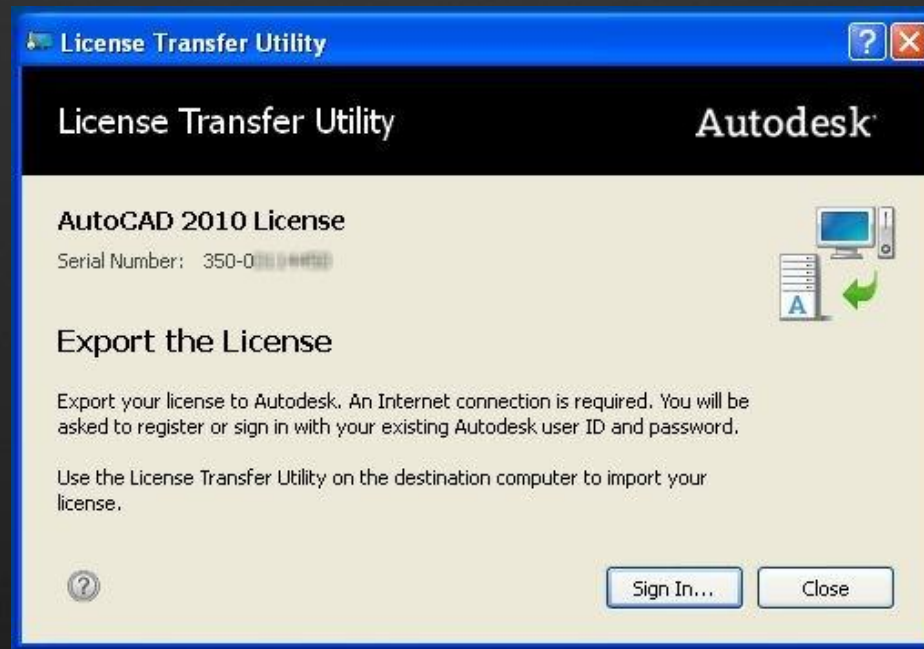 License Transfer Utility
License Transfer Utility
Autodesk
AutoCAD 2010 License
Serial Number: 350-0
Export the License
Export your license to Autodesk. An Internet connection is required. You will be
asked to register or sign in with your existing Autodesk user ID and password.
Use the License Transfer Utility on the destination computer to import your
license.
Sign In...
Close